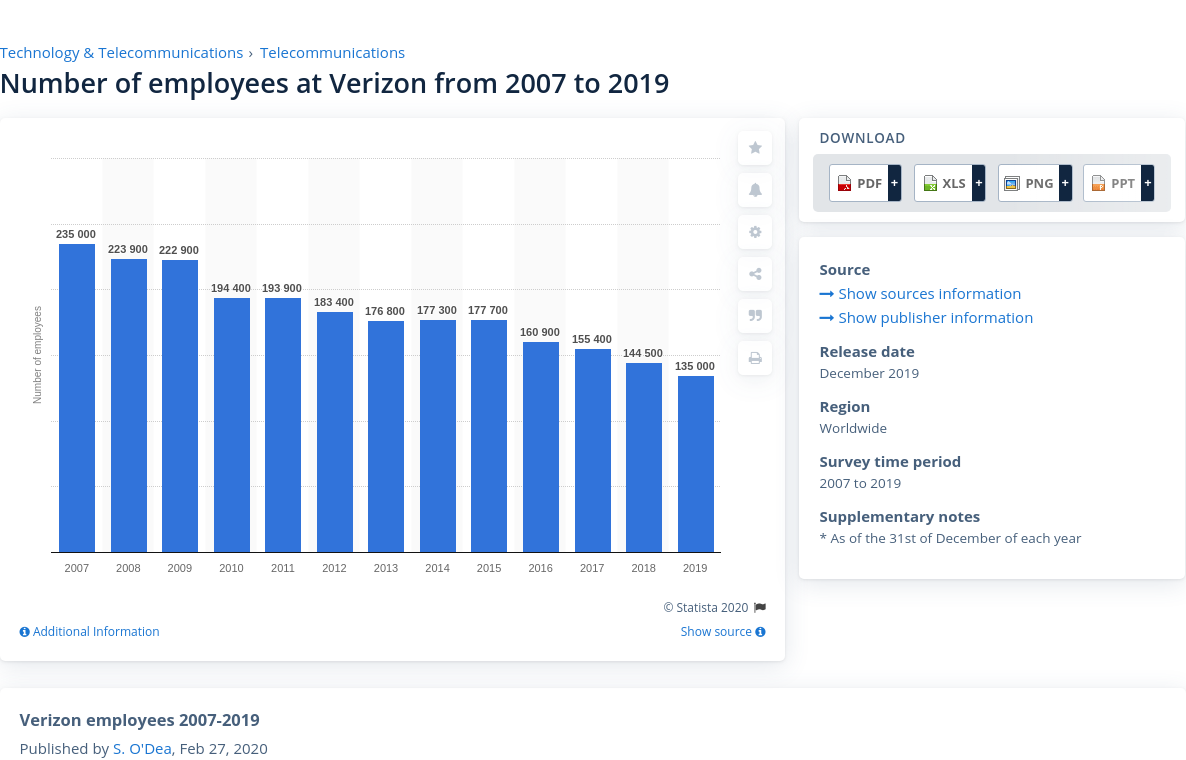 Technology & Telecommunications › Telecommunications
Number of employees at Verizon from 2007 to 2019
235 000
223 900
222 900
194 400
193 900
183 400
176 800
177 300
177 700
160 900
155 400
144 500
135 000
Number of employees
2007 2008 2009 2010 2011 2012 2013 2014 2015 2016 2017 2018 2019
© Statista 2020
Additional Information
Show source
DOWNLOAD
PDF + XLS + PNG + PPT +
Source
Show sources information
Show publisher information
Release date
December 2019
Region
Worldwide
Survey time period
2007 to 2019
Supplementary notes
* As of the 31st of December of each year
Verizon employees 2007-2019
Published by S. O'Dea, Feb 27, 2020